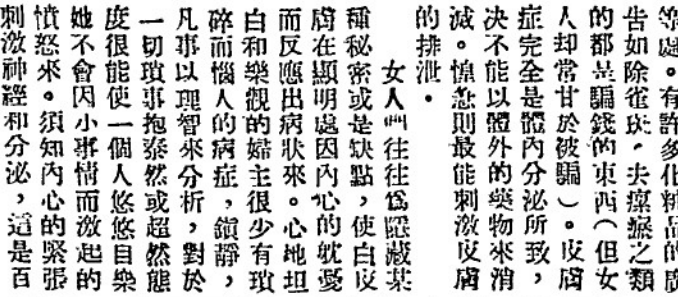 等處。有許多化粧品的廣
告如除雀斑、去瘢瘊之類
的都是騙錢的東西（但女
人却常甘於被騙）。皮膚
症完全是體內分泌所致，
决不能以體外的藥物來消
滅。憤怒則最能刺激皮膚
的排泄。
女人們往往爲隱藏某
種秘密或是缺點，使白皮
膚在顯明處因內心的躭憂
而反應出病狀來。心地坦
白和樂觀的婦主很少有瑣
碎而惱人的病症，鎮靜，
凡事以理智來分析，對於
一切瑣事抱泰然或超然態
度很能使一個人悠悠自樂
她不會因小事情而激起的
憤怒來。須知內心的緊張
刺激神經和分泌，這是百